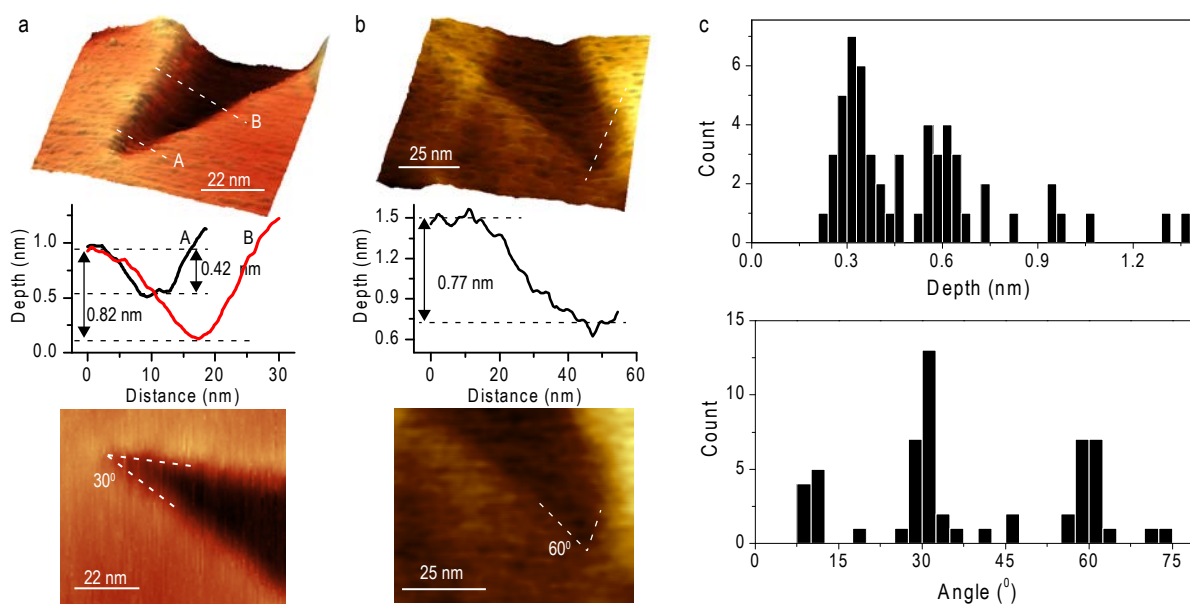 a
B
A
22 nm
1.0
0.5
0.0
Depth (nm)
A
B
0.42 nm
0.82 nm
0
10
20
30
Distance (nm)
30⁰
22 nm
b
25 nm
1.5
1.2
0.9
0.6
Depth (nm)
0.77 nm
0
20
40
60
Distance (nm)
60⁰
25 nm
c
6
4
2
0
Count
0.0
0.3
0.6
0.9
1.2
Depth (nm)
15
10
5
0
Count
0
15
30
45
60
75
Angle (⁰)